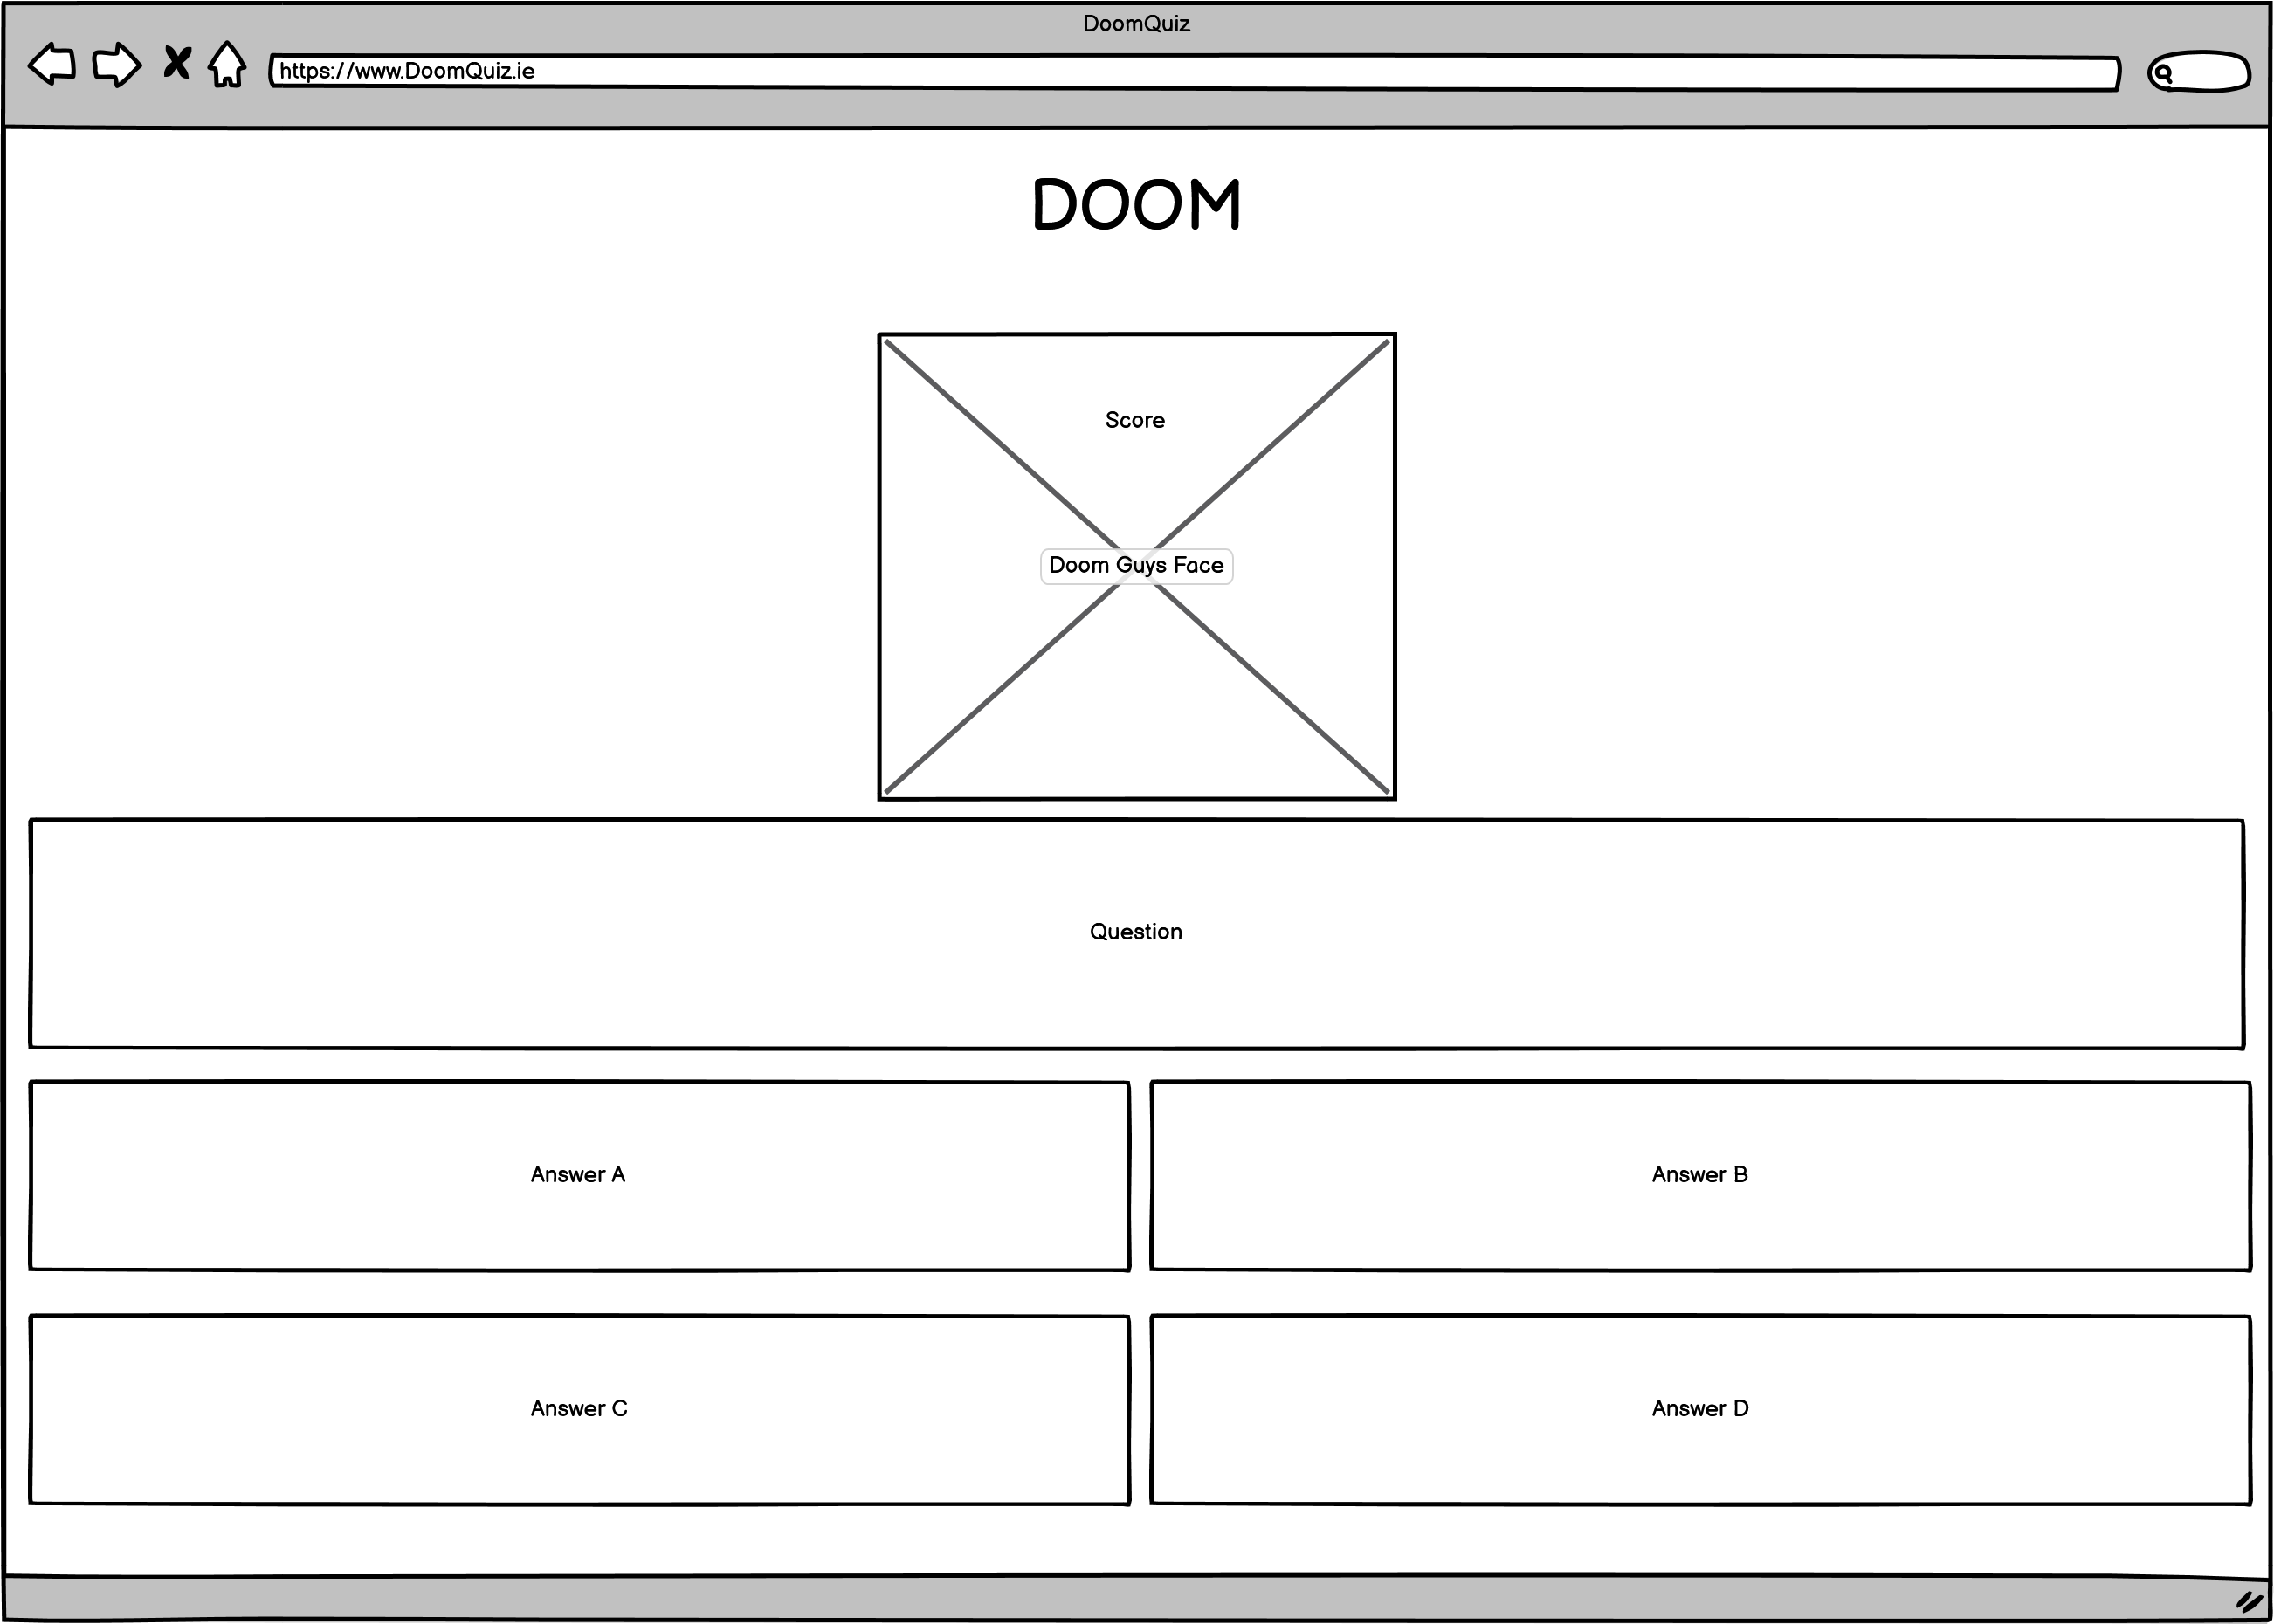 DoomQuiz
https://www.DoomQuiz.ie
DOOM
Score
Doom Guys Face
Question
Answer A
Answer B
Answer C
Answer D